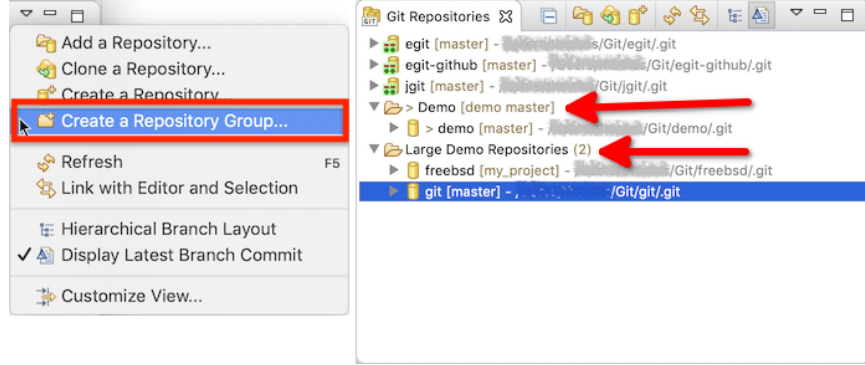 Add a Repository...
Clone a Repository...
Create a Repository...
Create a Repository Group...
Refresh F5
Link with Editor and Selection
Hierarchical Branch Layout
Display Latest Branch Commit
Customize View...
GIT Git Repositories
egit [master] - s/Git/egit/.git
egit-github [master] - /Git/egit-github/.git
jgit [master] - /Git/jgit/.git
> Demo [demo master]
> demo [master] - /Git/demo/.git
Large Demo Repositories (2)
freebsd [my_project] - /Git/freebsd/.git
git [master] - /Git/git/.git